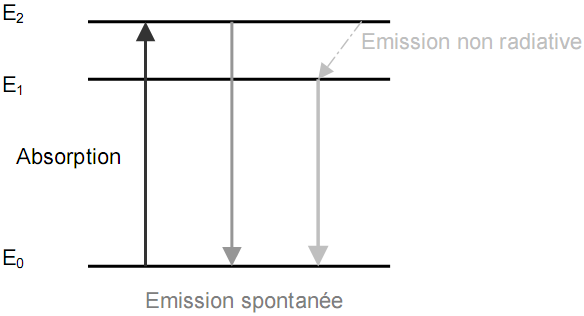 E₂
Emission non radiative
E₁
Absorption
E₀
Emission spontanée